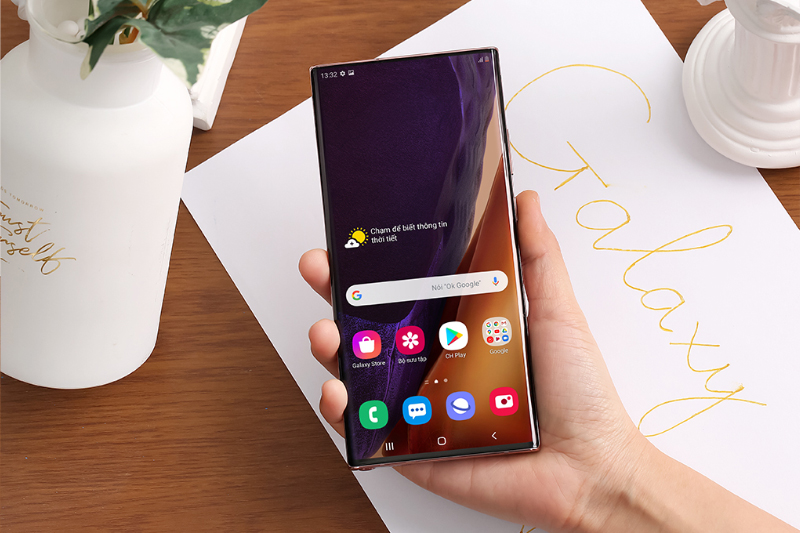 13:32
Chạm để biết thông tin
thời tiết
Nói "Ok Google"
Galaxy Store
Bộ sưu tập
CH Play
Google
Galaxy
Trust